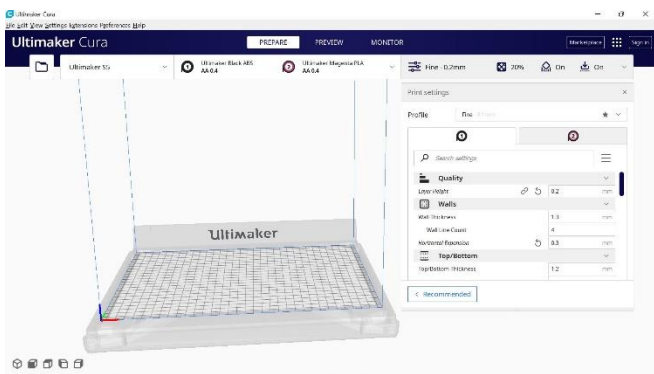 Ultimaker Cura
File Edit View Settings Extensions Preferences Help
Ultimaker Cura PREPARE PREVIEW MONITOR Marketplace Sign in
Ultimaker S5 Ultimaker Black ABS Ultimaker Magenta PLA Fine - 0.2mm 20% On On
AA 0.4 AA 0.4
Print settings
Profile Fine
1 2
Search settings
Quality
Layer Height 0.2 mm
Walls
Wall Thickness 1.3 mm
Wall Line Count 4
Horizontal Expansion 0.3 mm
Top/Bottom
Top/Bottom Thickness 1.2 mm
< Recommended
Ultimaker